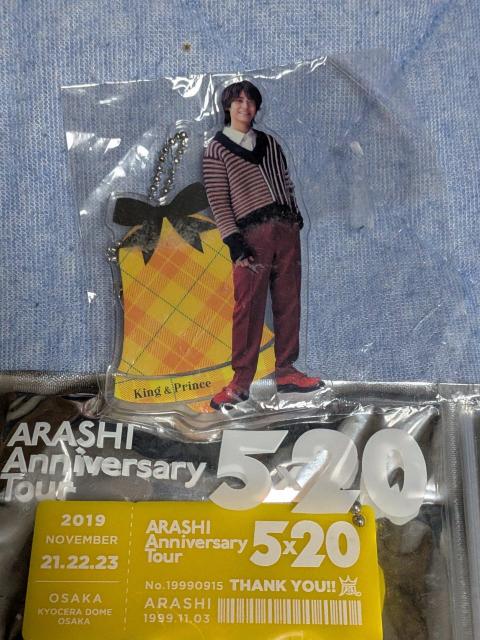 King & Prince
ARASHI
Anniversary
Tour
5×20
2019
NOVEMBER
21.22.23
OSAKA
KYOCERA DOME
OSAKA
ARASHI
Anniversary
Tour
5×20
No.19990915 THANK YOU!! 嵐
ARASHI
1999.11.03